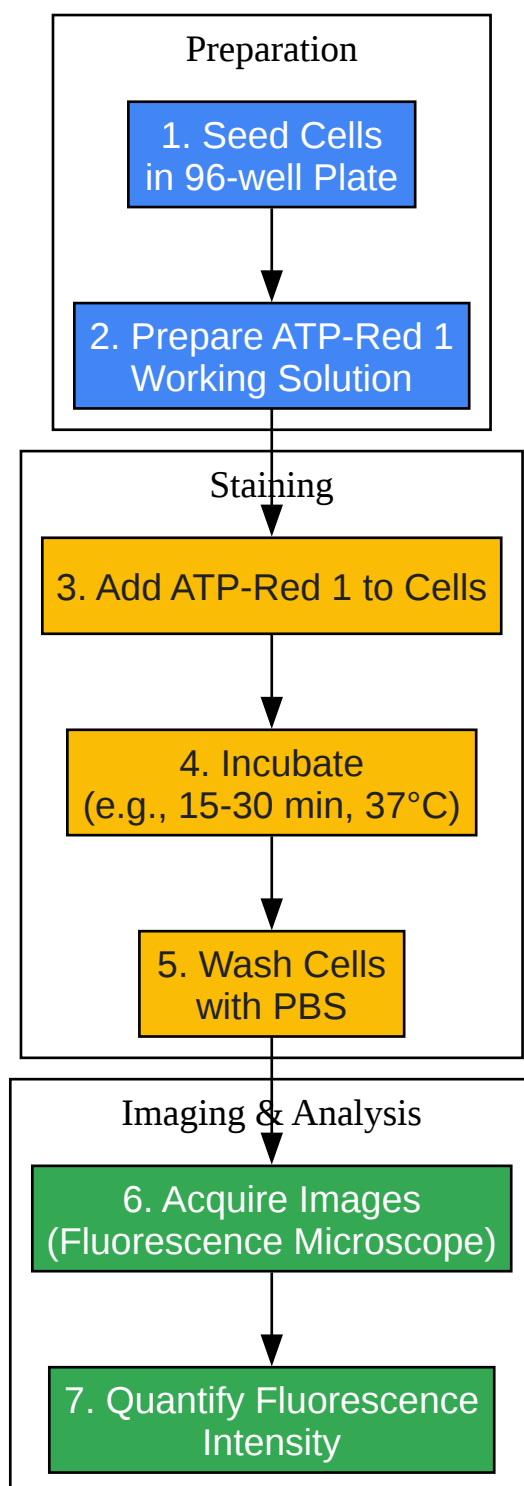 Preparation
1. Seed Cells
in 96-well Plate
2. Prepare ATP-Red 1
Working Solution
Staining
3. Add ATP-Red 1 to Cells
4. Incubate
(e.g., 15-30 min, 37°C)
5. Wash Cells
with PBS
Imaging & Analysis
6. Acquire Images
(Fluorescence Microscope)
7. Quantify Fluorescence
Intensity